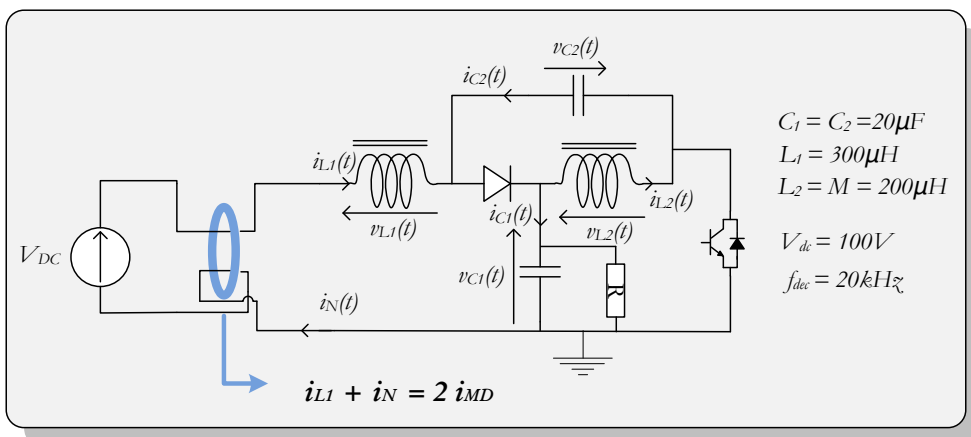 vC2(t)
iC2(t)
C1 = C2 =20µF
L1 = 300µH
L2 = M = 200µH
iL1(t)
iL2(t)
iC1(t)
vL1(t)
vL2(t)
VDC
Vdc = 100V
vC1(t)
R
fdec = 20kHz
iN(t)
iL1 + iN = 2 iMD